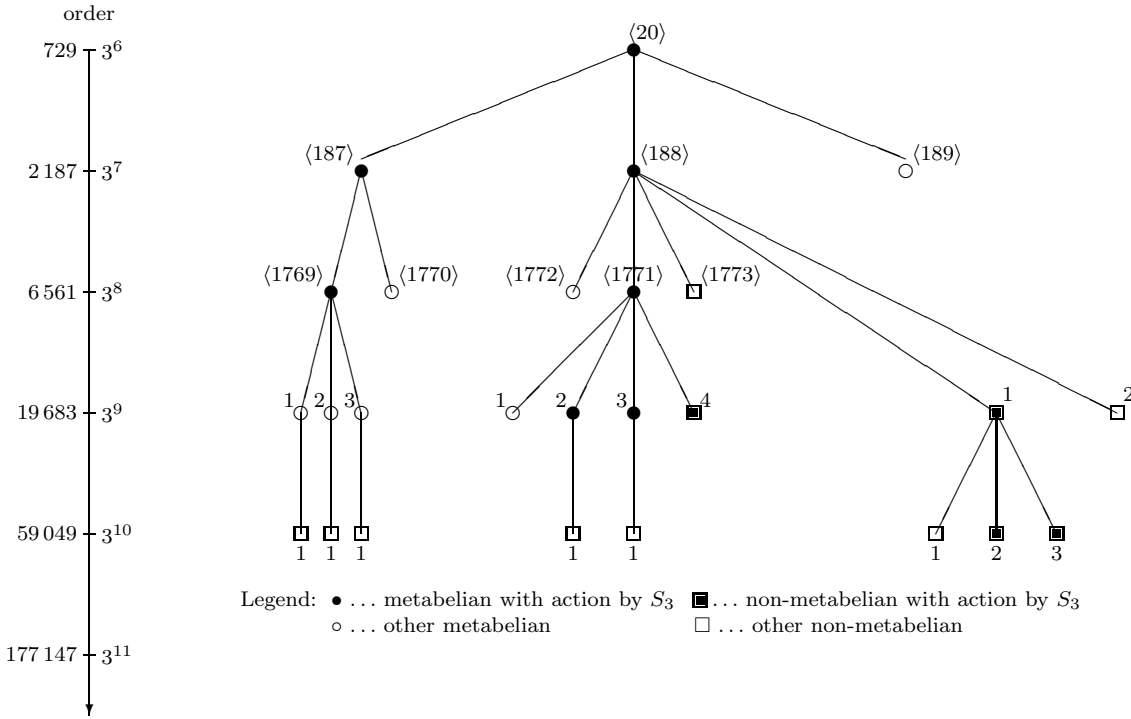 order
⟨20⟩
729 3^6
⟨187⟩ ⟨188⟩ ⟨189⟩
2 187 3^7
⟨1769⟩ ⟨1770⟩ ⟨1772⟩ ⟨1771⟩ ⟨1773⟩
6 561 3^8
1 2 3 1 2 3 4 1 2
19 683 3^9
59 049 3^10
1 1 1 1 1 1 2 3
Legend: ● … metabelian with action by S_3 ▣ … non-metabelian with action by S_3
○ … other metabelian □ … other non-metabelian
177 147 3^11